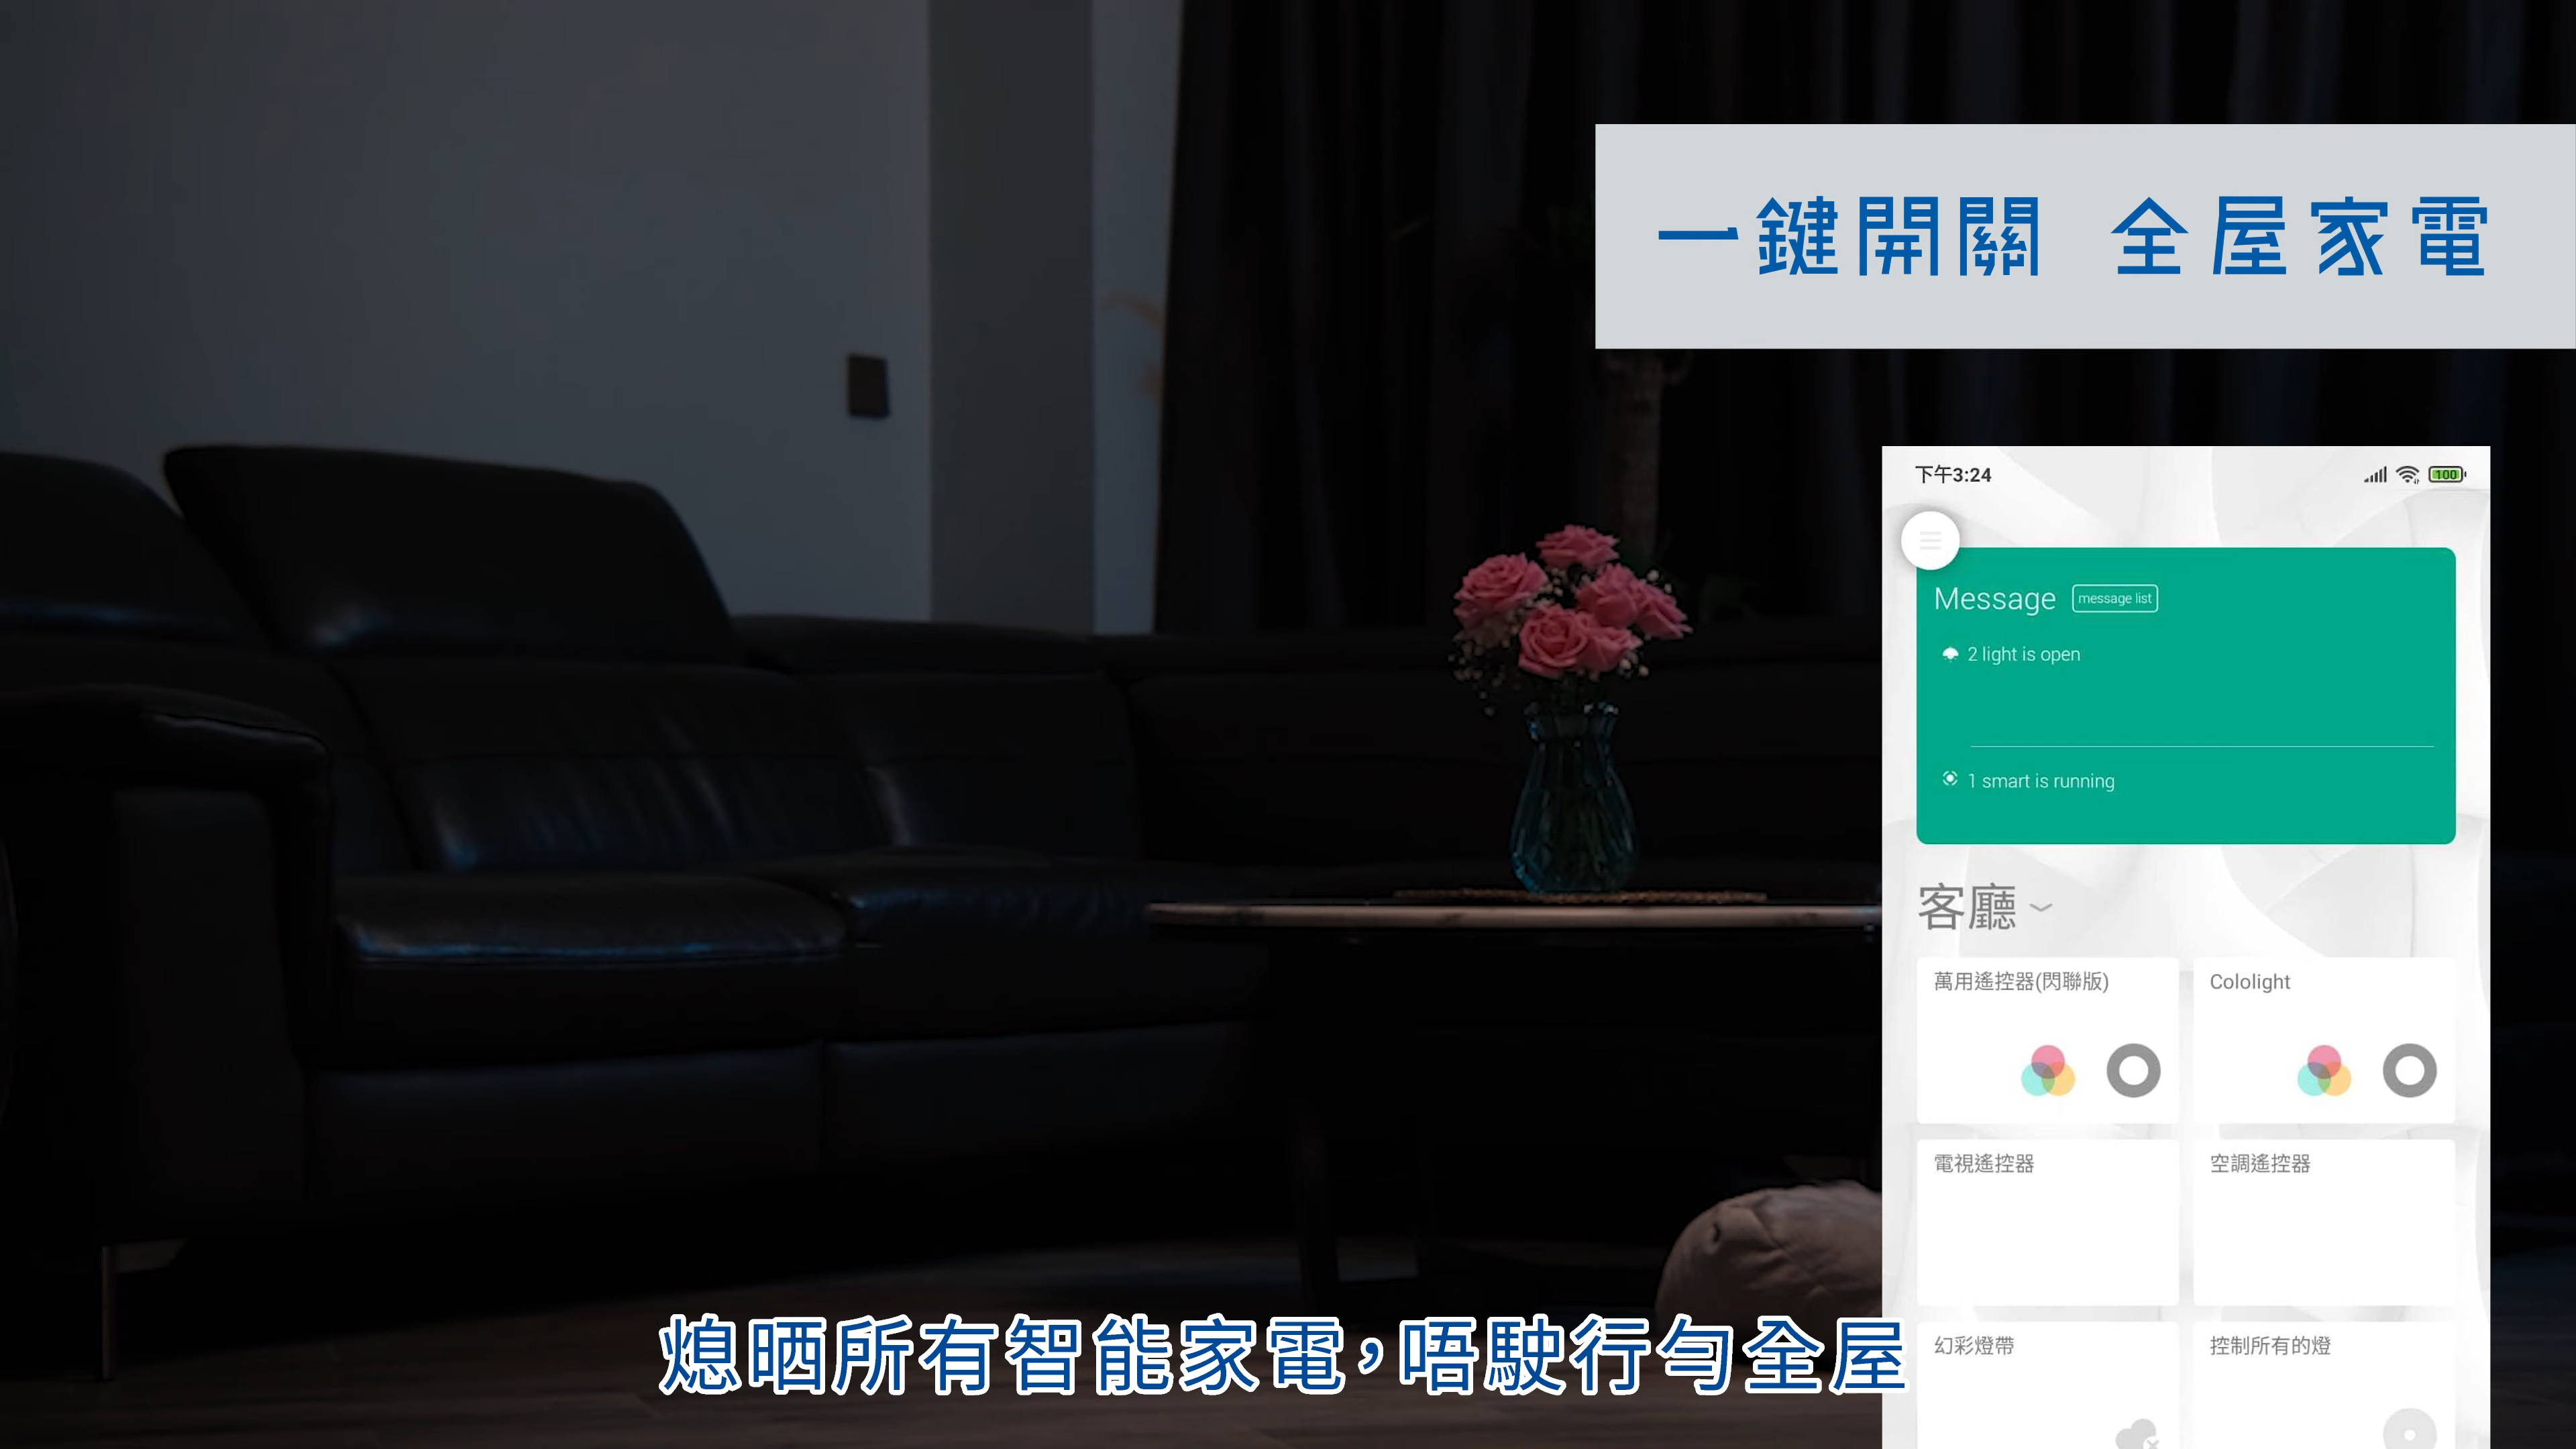 一鍵開關 全屋家電
下午3:24
100
Message
message list
2 light is open
1 smart is running
客廳
萬用遙控器(閃聯版)
Cololight
電視遙控器
空調遙控器
幻彩燈帶
控制所有的燈
熄晒所有智能家電，唔駛行勻全屋